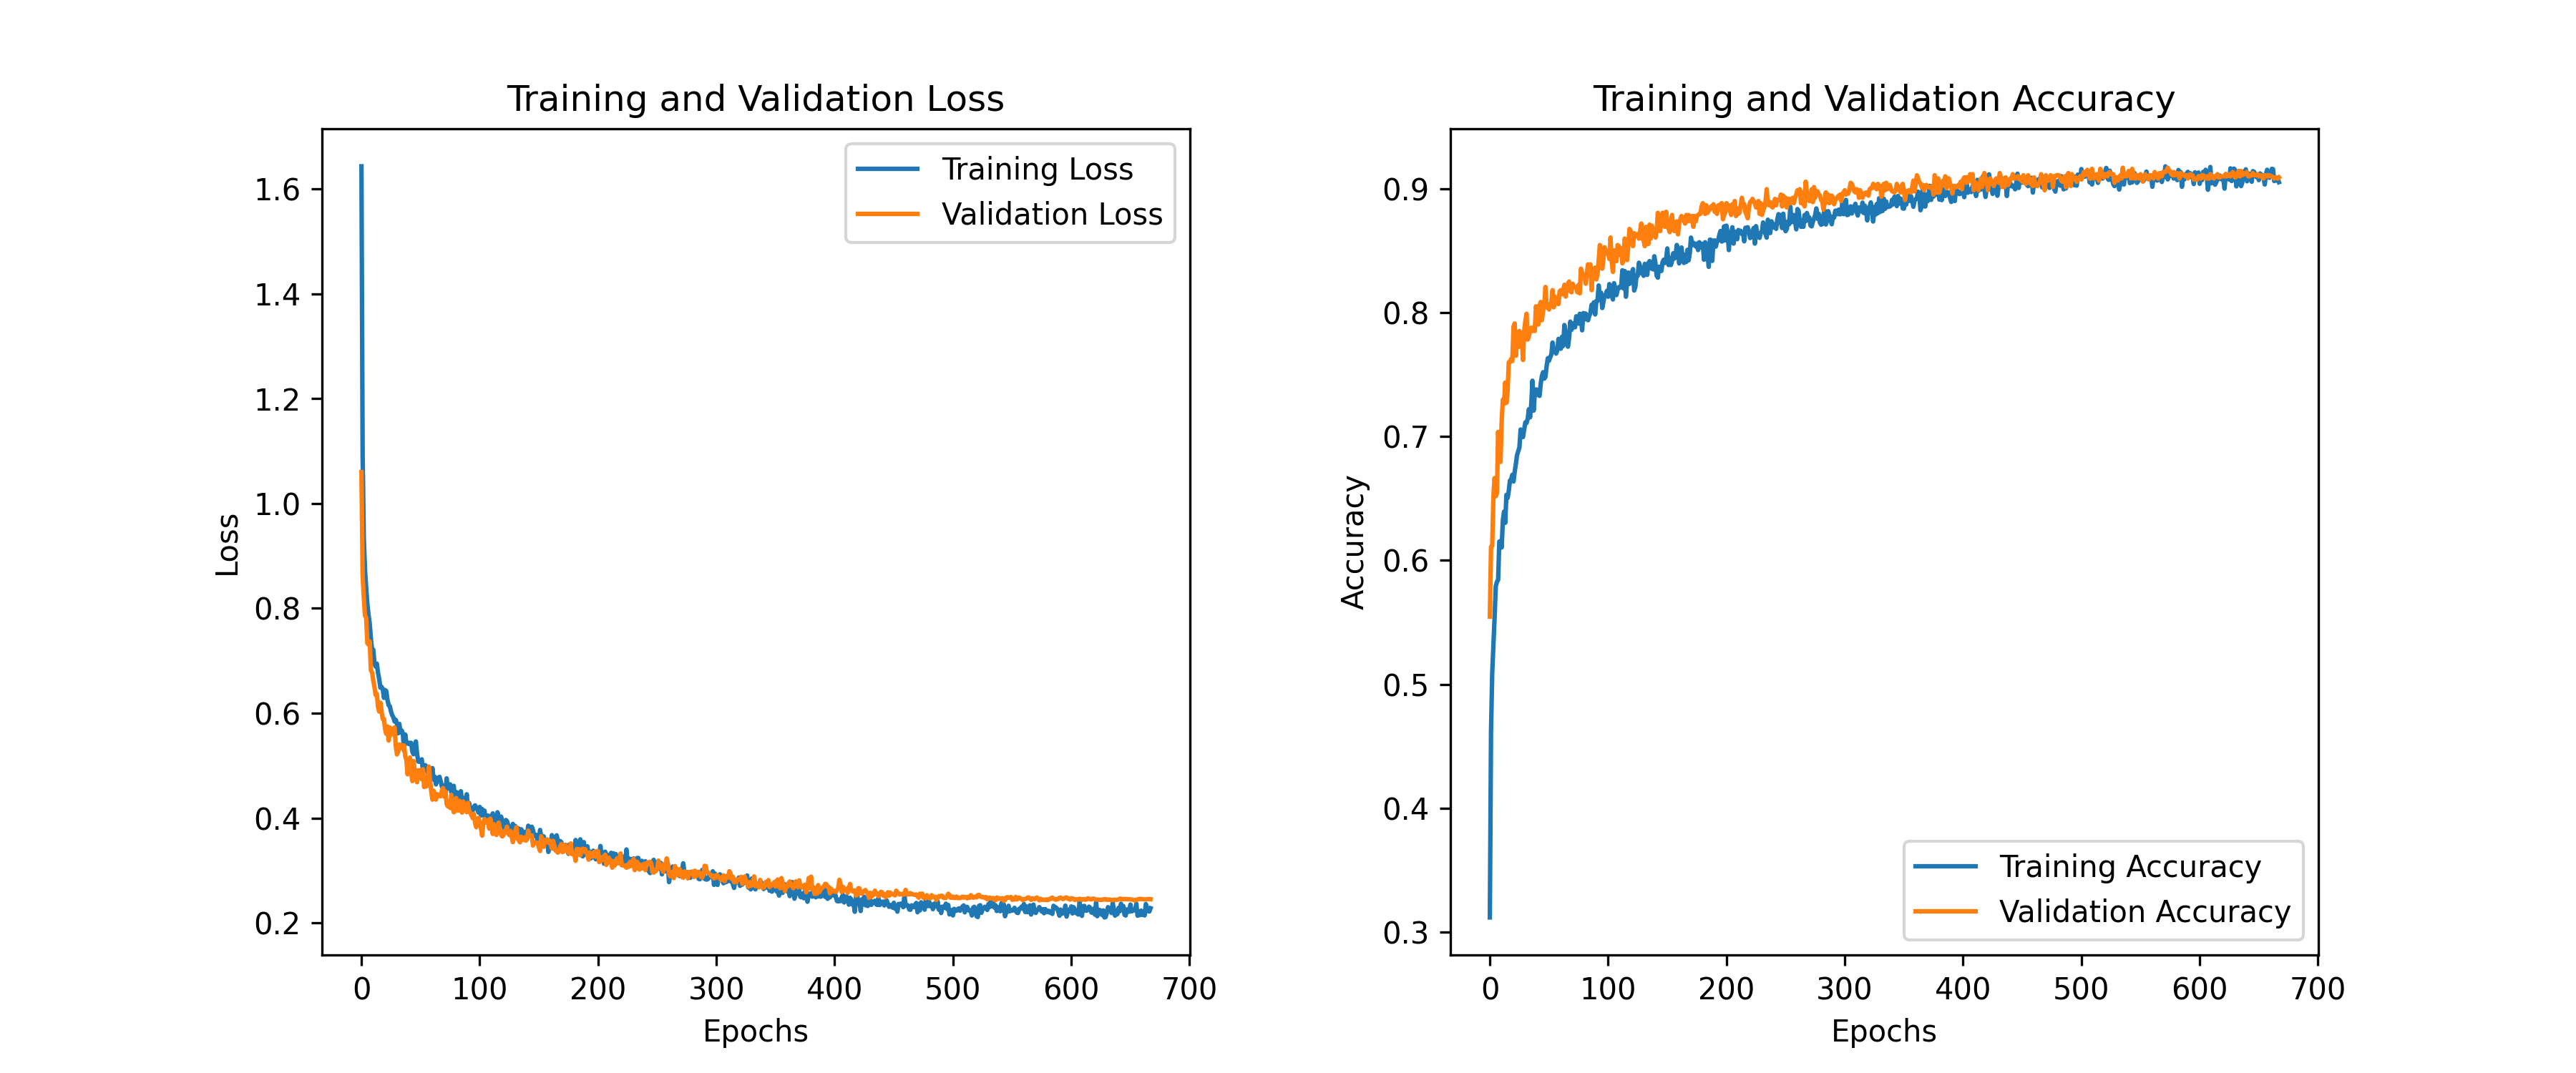 Training and Validation Loss
Training Loss
Validation Loss
1.6
1.4
1.2
1.0
0.8
0.6
0.4
0.2
Loss
0 100 200 300 400 500 600 700
Epochs
Training and Validation Accuracy
0.9
0.8
0.7
0.6
0.5
0.4
0.3
Accuracy
Training Accuracy
Validation Accuracy
0 100 200 300 400 500 600 700
Epochs